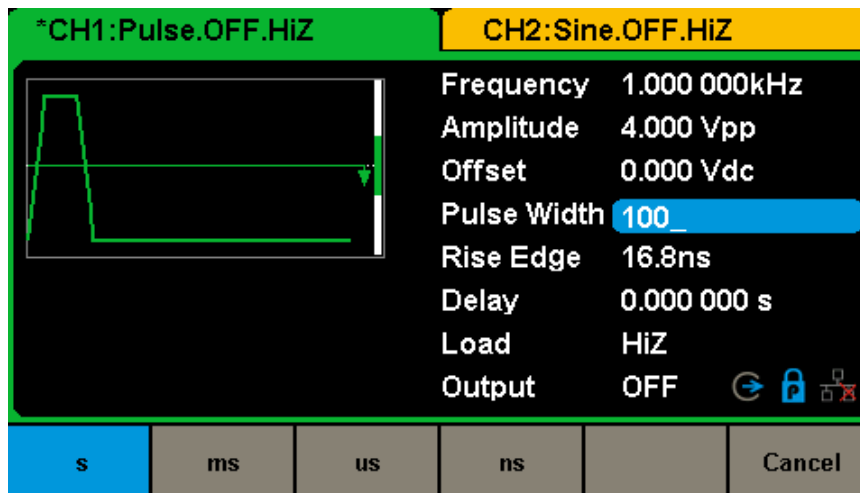 *CH1:Pulse.OFF.HiZ CH2:Sine.OFF.HiZ
Frequency 1.000 000kHz
Amplitude 4.000 Vpp
Offset 0.000 Vdc
Pulse Width 100_
Rise Edge 16.8ns
Delay 0.000 000 s
Load HiZ
Output OFF P
s ms us ns Cancel